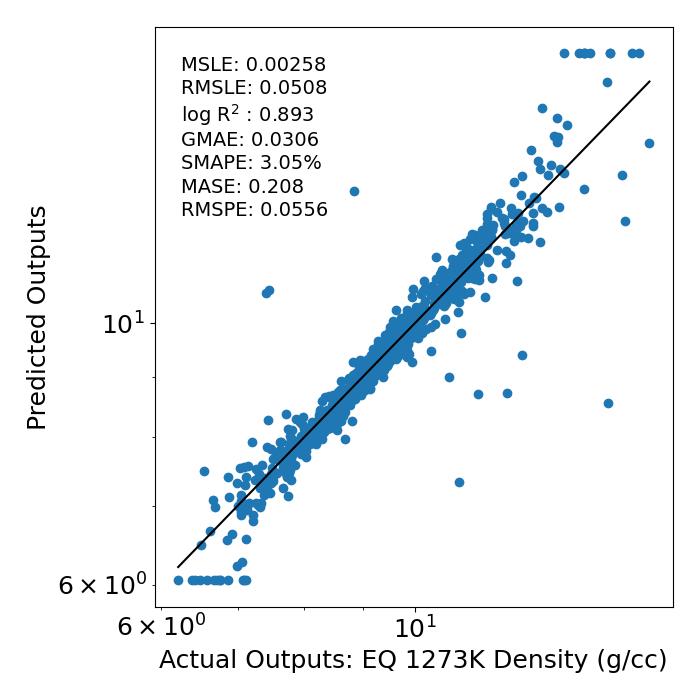 MSLE: 0.00258
RMSLE: 0.0508
log R² : 0.893
GMAE: 0.0306
SMAPE: 3.05%
MASE: 0.208
RMSPE: 0.0556
Predicted Outputs
10¹
6 × 10⁰
6 × 10⁰
10¹
Actual Outputs: EQ 1273K Density (g/cc)